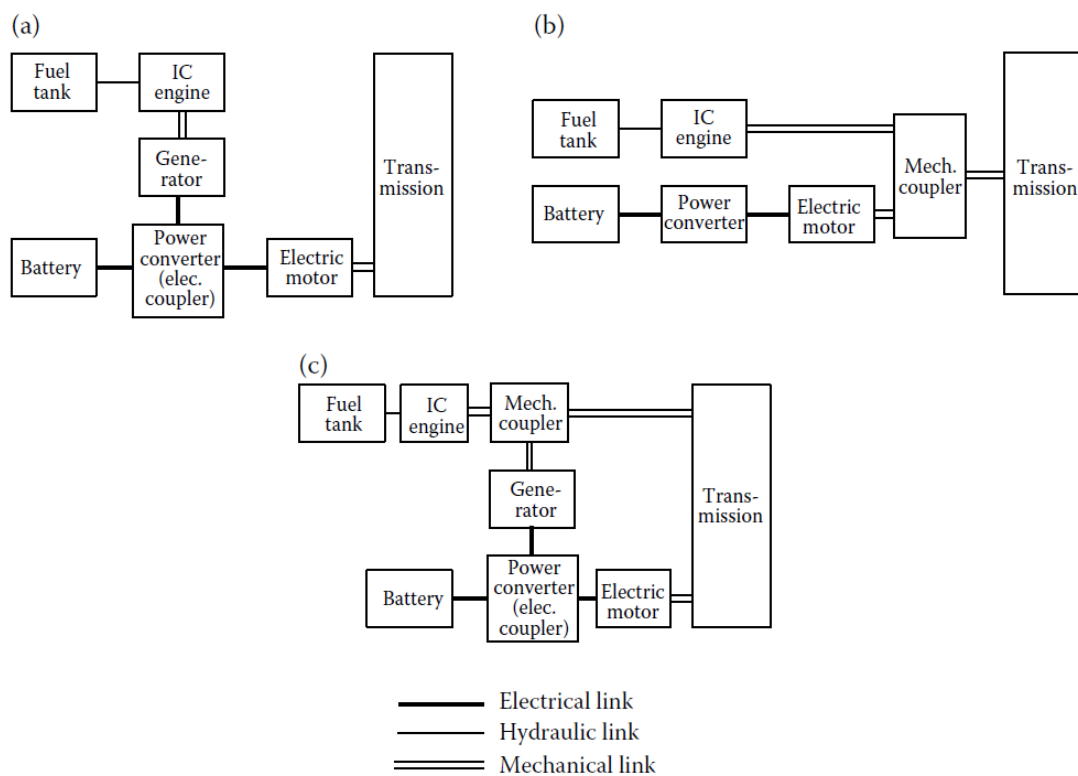 (a)
Fuel
tank
IC
engine
Gene-
rator
Trans-
mission
Battery
Power
converter
(elec.
coupler)
Electric
motor
(b)
Fuel
tank
IC
engine
Mech.
coupler
Trans-
mission
Battery
Power
converter
Electric
motor
(c)
Fuel
tank
IC
engine
Mech.
coupler
Gene-
rator
Trans-
mission
Battery
Power
converter
(elec.
coupler)
Electric
motor
Electrical link
Hydraulic link
Mechanical link